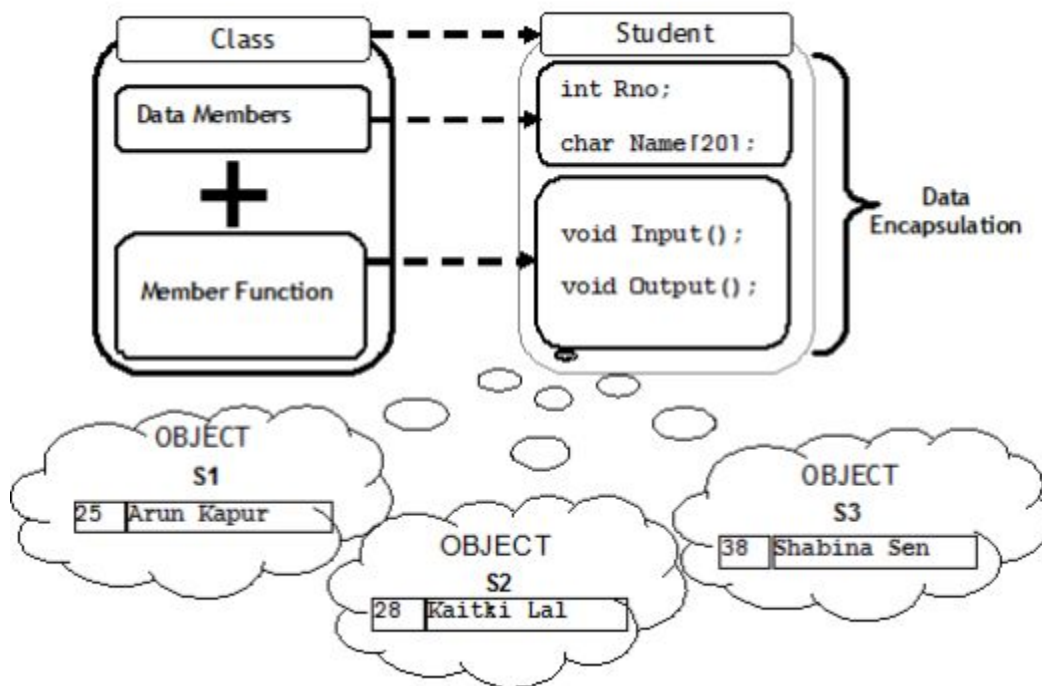 Class
Student
Data Members
int Rno;
char Name[20];
Member Function
void Input();
void Output();
Data
Encapsulation
OBJECT
S1
25 Arun Kapur
OBJECT
S2
28 Kaitki Lal
OBJECT
S3
38 Shabina Sen